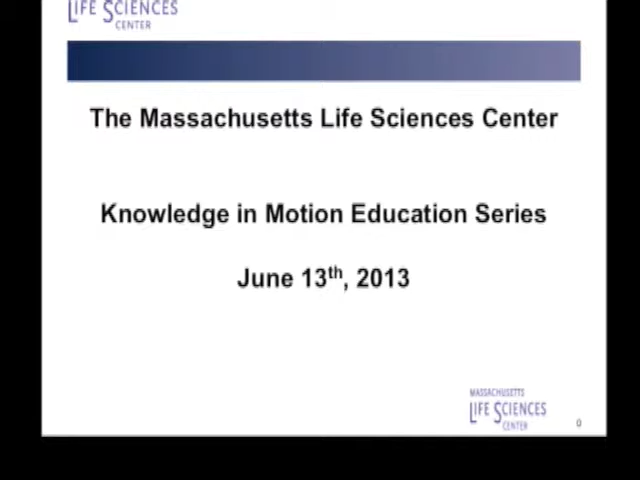 LIFE SCIENCES
CENTER
The Massachusetts Life Sciences Center
Knowledge in Motion Education Series
June 13th, 2013
MASSACHUSETTS
LIFE SCIENCES
CENTER
0